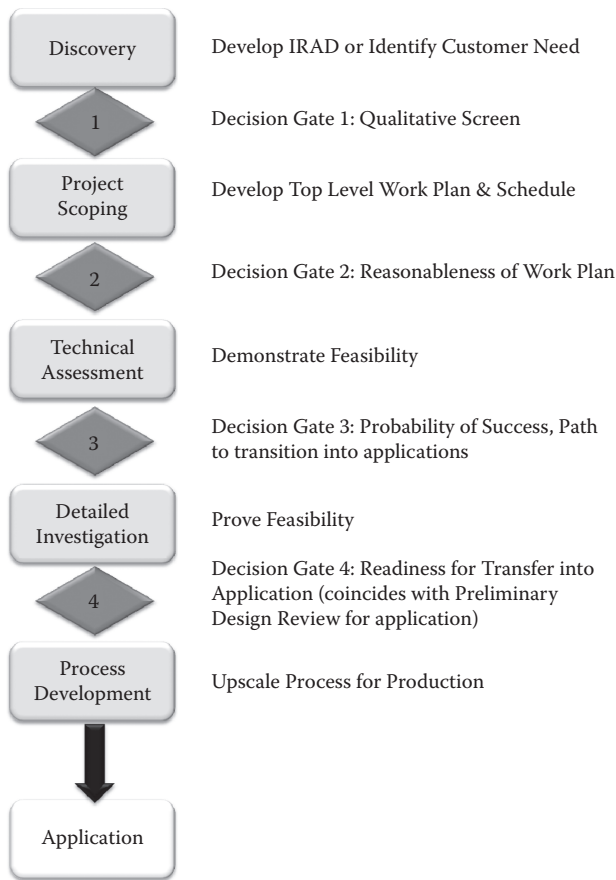 Discovery
Develop IRAD or Identify Customer Need
1
Decision Gate 1: Qualitative Screen
Project
Scoping
Develop Top Level Work Plan & Schedule
2
Decision Gate 2: Reasonableness of Work Plan
Technical
Assessment
Demonstrate Feasibility
3
Decision Gate 3: Probability of Success, Path
to transition into applications
Detailed
Investigation
Prove Feasibility
4
Decision Gate 4: Readiness for Transfer into
Application (coincides with Preliminary
Design Review for application)
Process
Development
Upscale Process for Production
Application